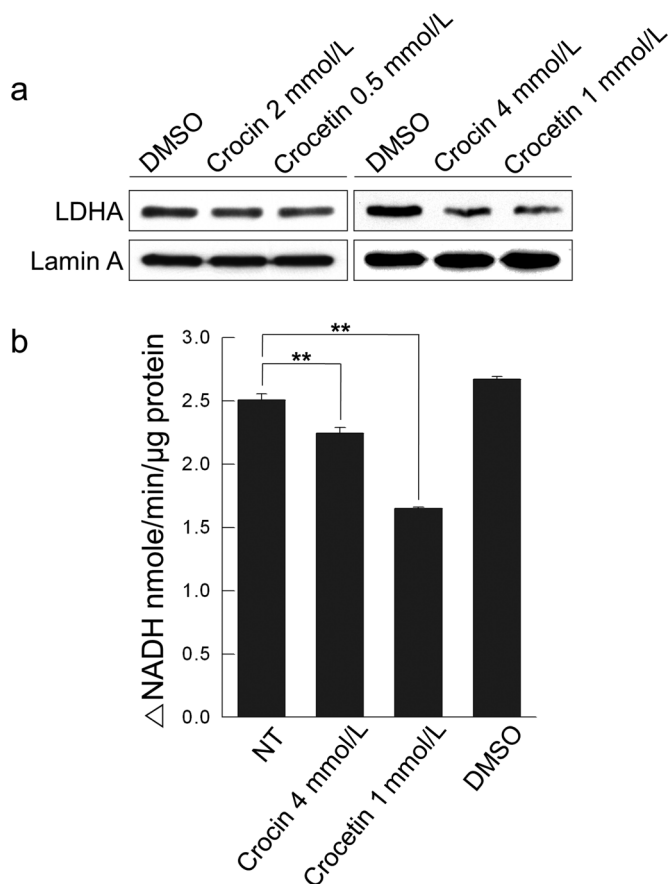 a
DMSO
Crocin 2 mmol/L
Crocetin 0.5 mmol/L
DMSO
Crocin 4 mmol/L
Crocetin 1 mmol/L
LDHA
Lamin A
b
△NADH nmole/min/µg protein
3.0
2.5
2.0
1.5
1.0
0.5
0.0
**
**
NT
Crocin 4 mmol/L
Crocetin 1 mmol/L
DMSO